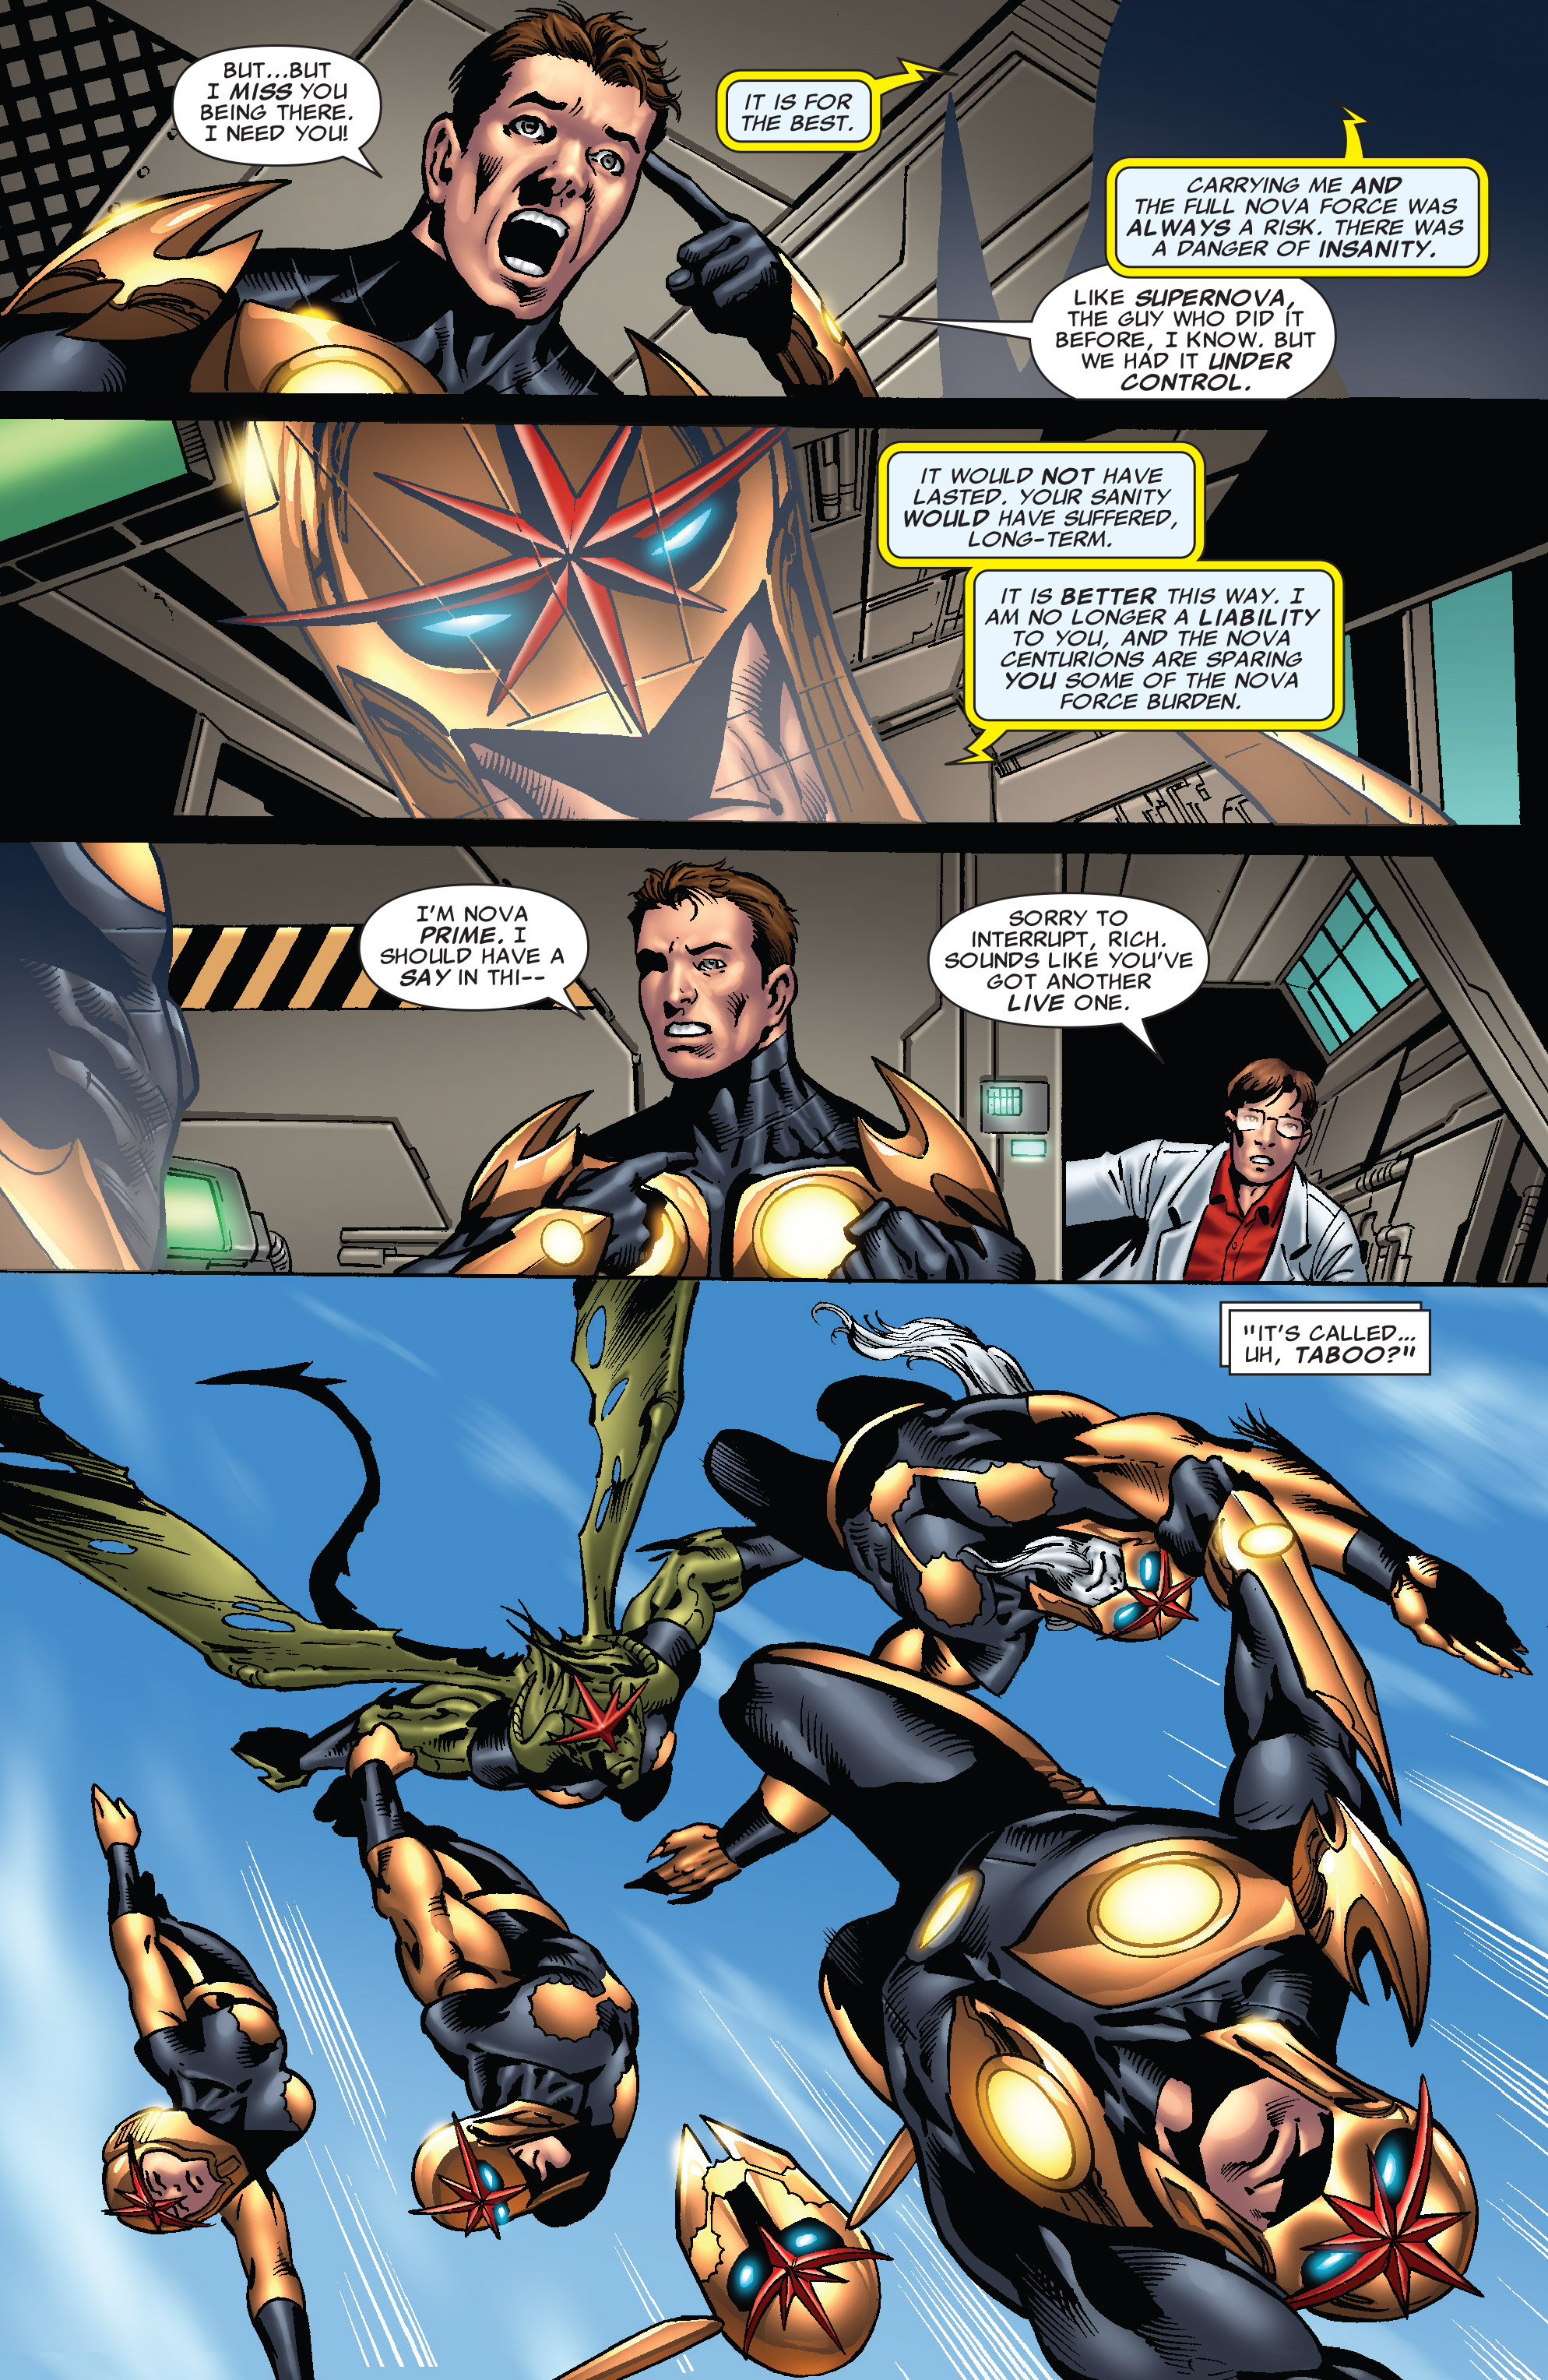 BUT...BUT
I MISS YOU
BEING THERE.
I NEED YOU!
IT IS FOR
THE BEST.
CARRYING ME AND
THE FULL NOVA FORCE WAS
ALWAYS A RISK. THERE WAS
A DANGER OF INSANITY.
LIKE SUPERNOVA,
THE GUY WHO DID IT
BEFORE, I KNOW. BUT
WE HAD IT UNDER
CONTROL.
IT WOULD NOT HAVE
LASTED. YOUR SANITY
WOULD HAVE SUFFERED,
LONG-TERM.
IT IS BETTER THIS WAY. I
AM NO LONGER A LIABILITY
TO YOU, AND THE NOVA
CENTURIONS ARE SPARING
YOU SOME OF THE NOVA
FORCE BURDEN.
I'M NOVA
PRIME. I
SHOULD HAVE A
SAY IN THI--
SORRY TO
INTERRUPT, RICH.
SOUNDS LIKE YOU'VE
GOT ANOTHER
LIVE ONE.
"IT'S CALLED...
UH, TABOO?"